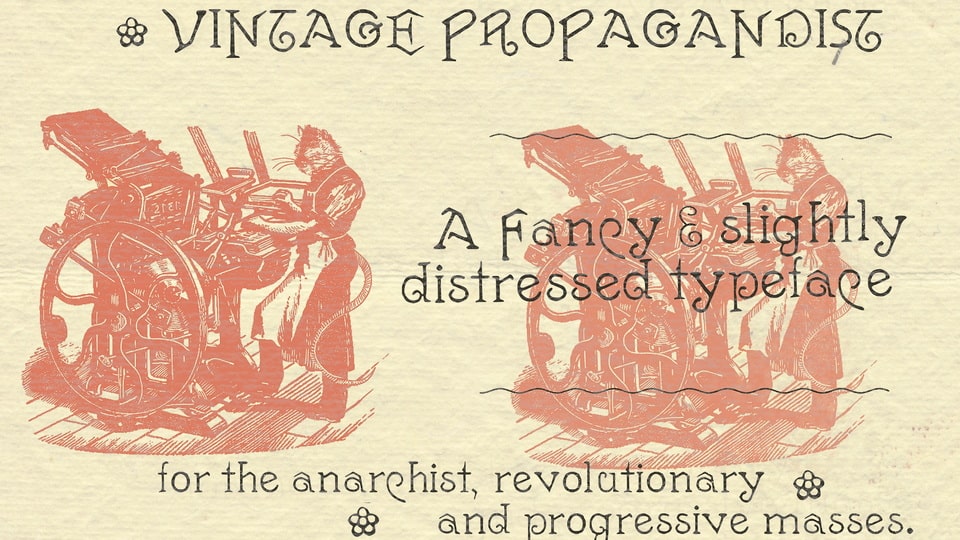 VINTAGE PROPAGANDIST
A Fancy & slightly
distressed typeface
for the anarchist, revolutionary
and progressive masses.